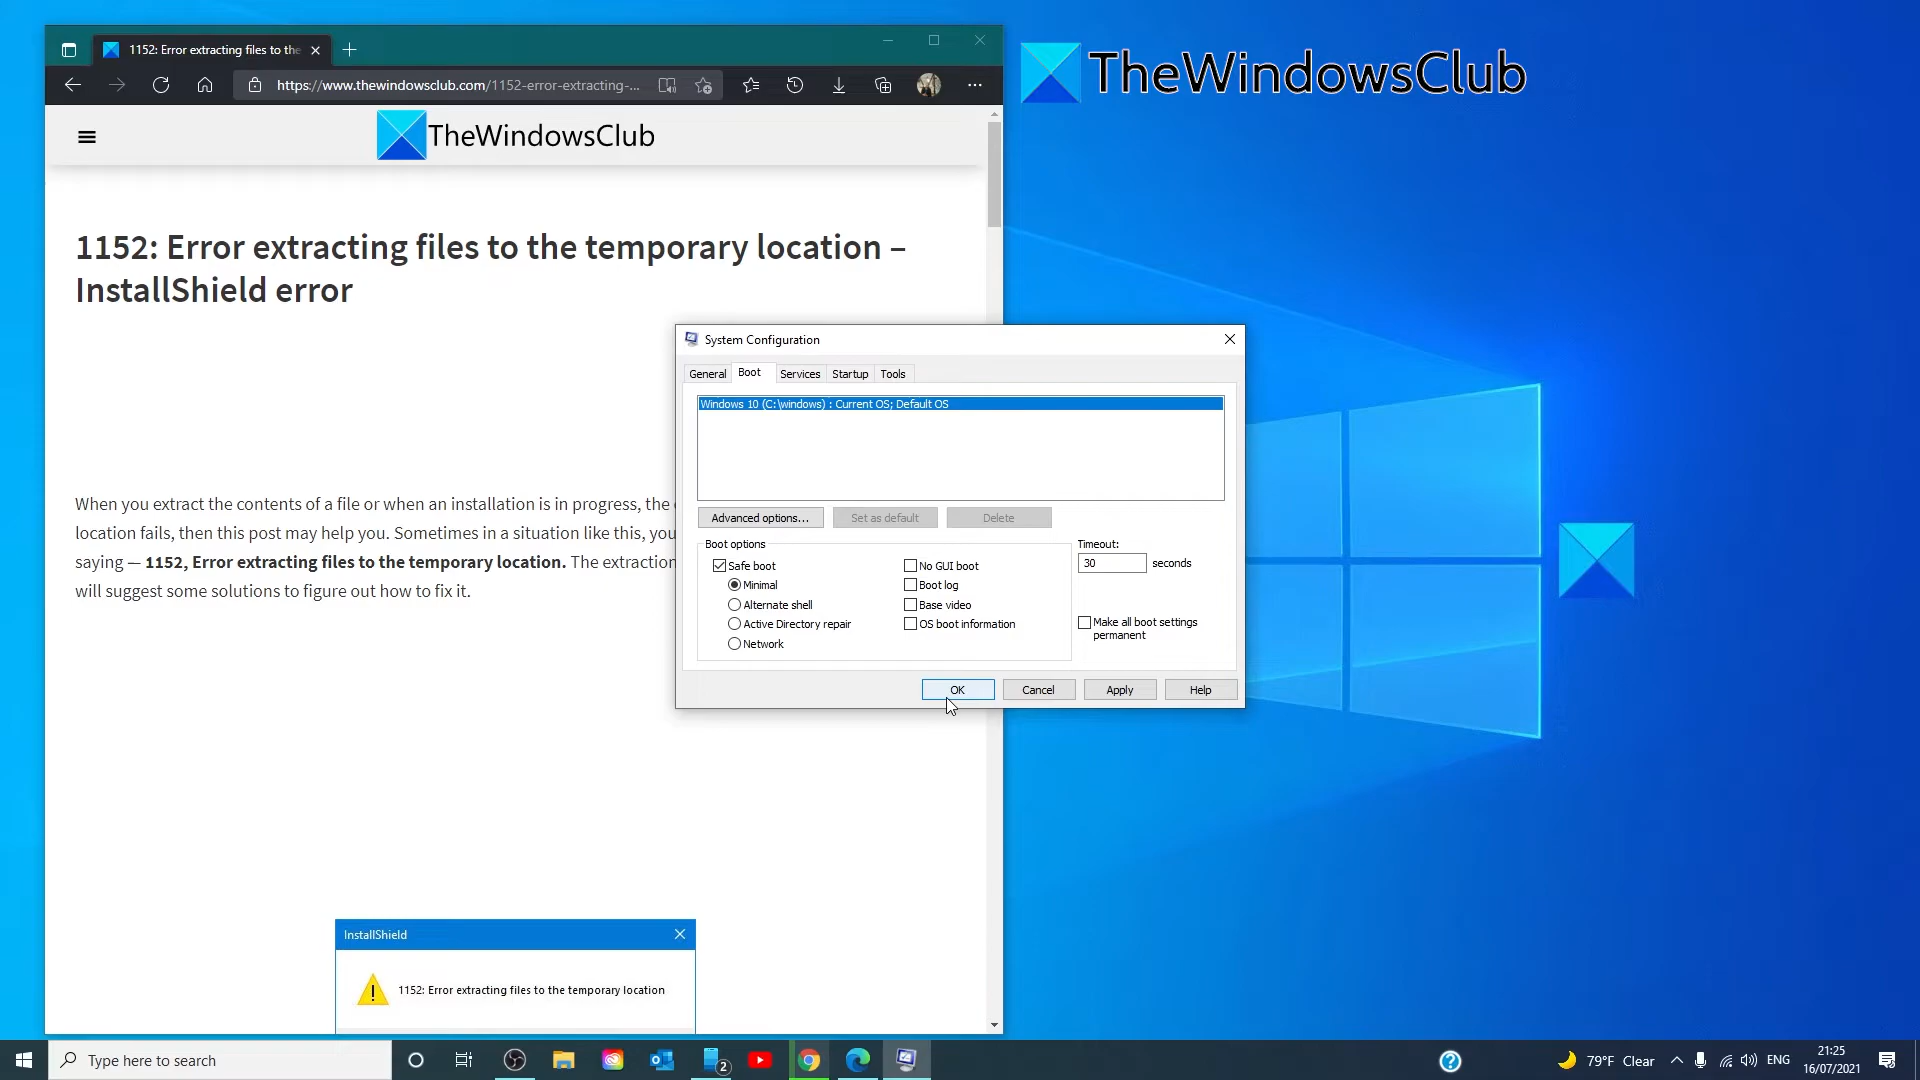 1152: Error extracting files to the
https://www.thewindowsclub.com/1152-error-extracting-...
TheWindowsClub
TheWindowsClub
1152: Error extracting files to the temporary location –
InstallShield error
When you extract the contents of a file or when an installation is in progress, the
location fails, then this post may help you. Sometimes in a situation like this, you
saying — 1152, Error extracting files to the temporary location. The extraction
will suggest some solutions to figure out how to fix it.
System Configuration
General Boot Services Startup Tools
Windows 10 (C:\windows) : Current OS; Default OS
Advanced options... Set as default Delete
Boot options
Safe boot
Minimal
Alternate shell
Active Directory repair
Network
No GUI boot
Boot log
Base video
OS boot information
Timeout:
30 seconds
Make all boot settings
permanent
OK Cancel Apply Help
InstallShield
1152: Error extracting files to the temporary location
Type here to search
2
79°F Clear
ENG
21:25
16/07/2021